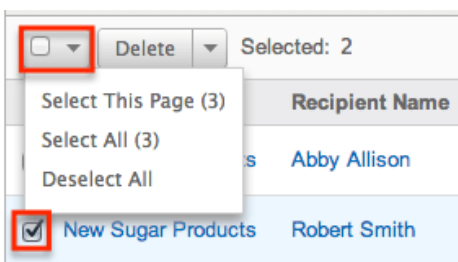 Delete Selected: 2
Select This Page (3)
Recipient Name
Select All (3)
s Abby Allison
Deselect All
New Sugar Products Robert Smith